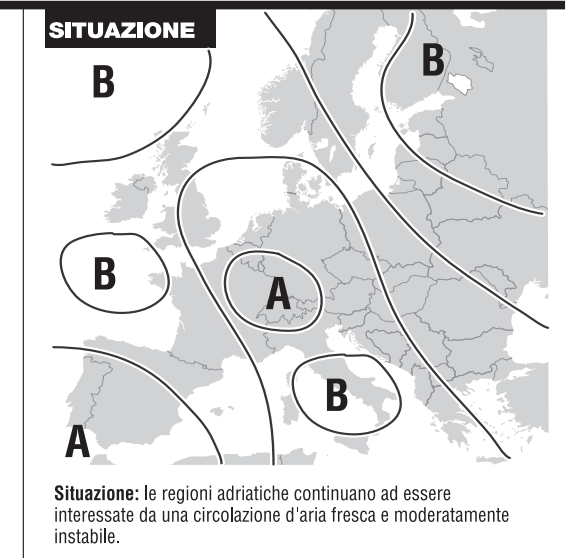 SITUAZIONE
B
B
B
A
B
A
Situazione: le regioni adriatiche continuano ad essere
interessate da una circolazione d'aria fresca e moderatamente
instabile.